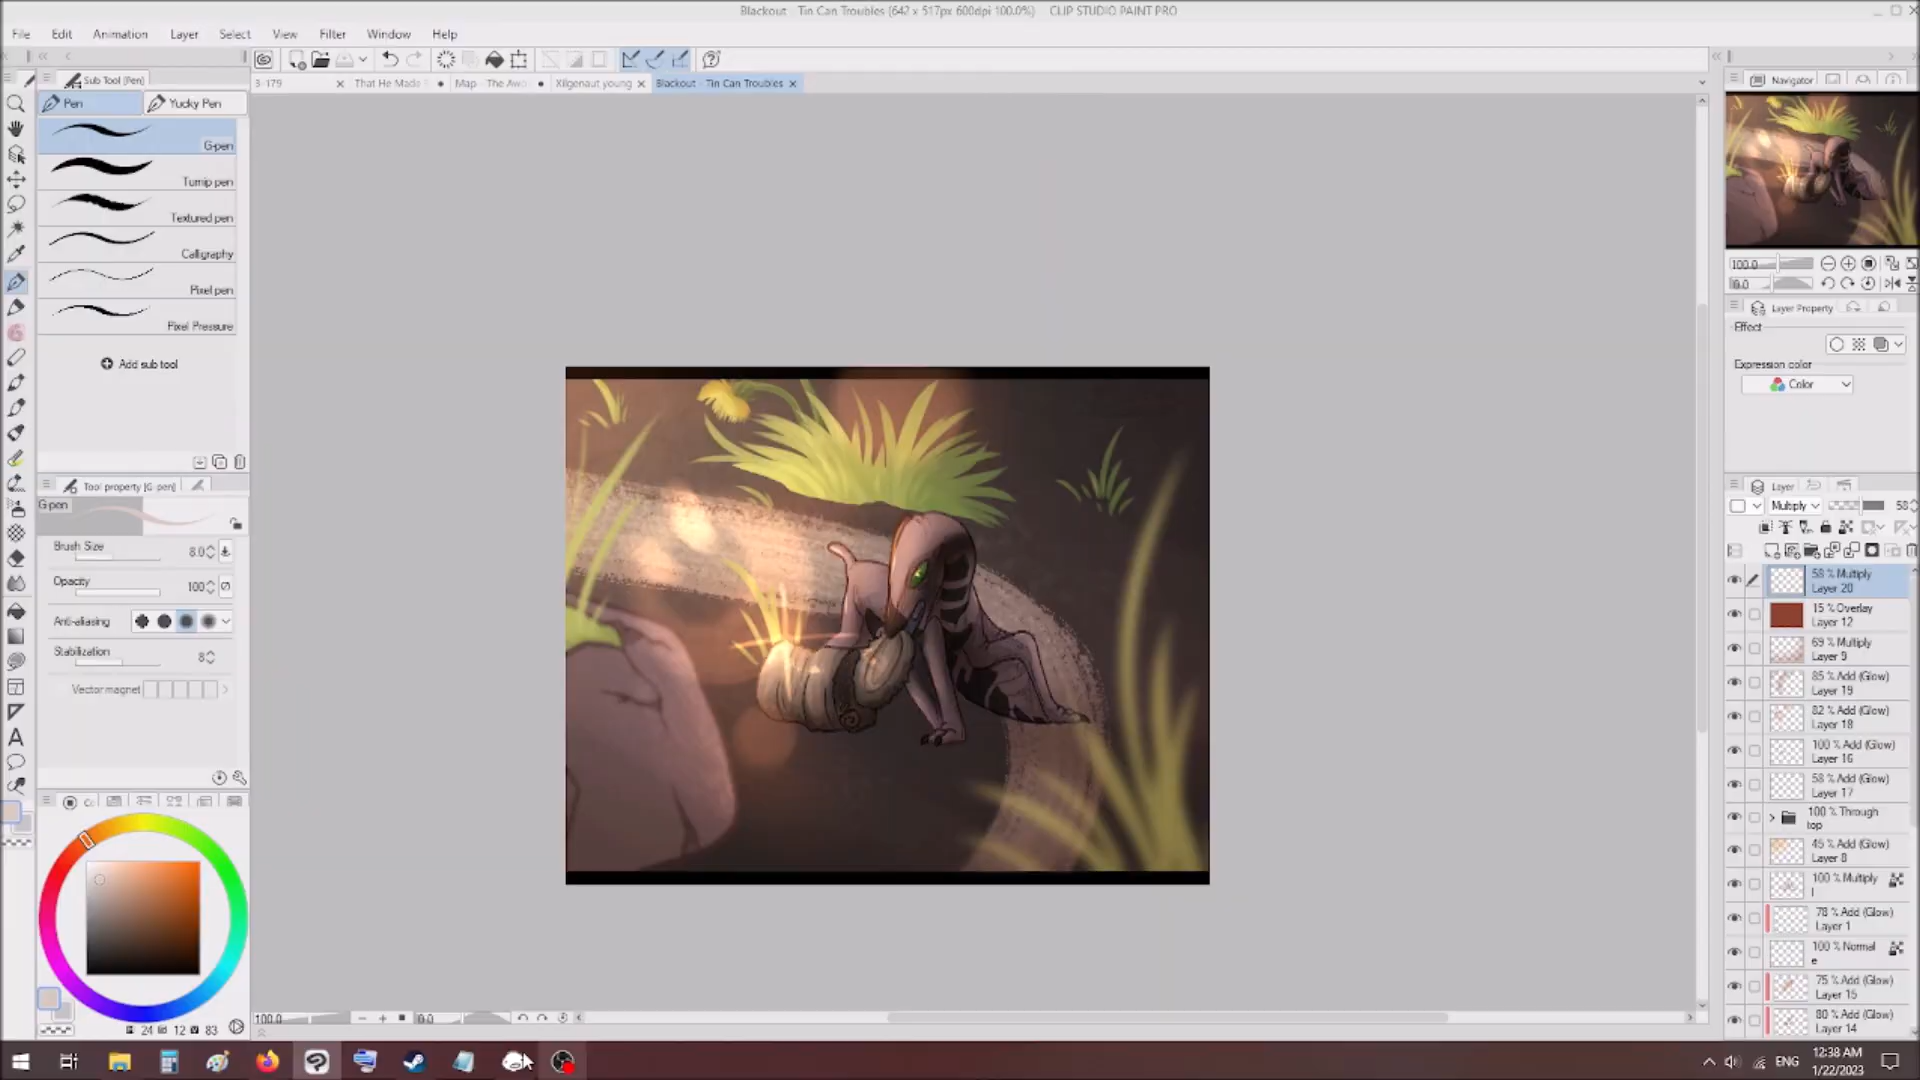 Blackout - Tin Can Troubles (642 x 517px 600dpi 100.0%) CLIP STUDIO PAINT PRO
File Edit Animation Layer Select View Filter Window Help
Sub Tool [Pen]
3-179
That He Made
Map - The Awo
Xilgenaut young
Blackout - Tin Can Troubles
Navigator
Pen
Yucky Pen
G-pen
Turnip pen
Textured pen
Calligraphy
Pixel pen
Pixel Pressure
Add sub tool
Tool property [G-pen]
G-pen
Brush Size 8.0
Opacity 100
Anti-aliasing
Stabilization 8
Vector magnet
24 12 83
100.0
0.0
100.0
0.0
Layer Property
Effect
Expression color
Color
Layer
Multiply 58
58 % Multiply
Layer 20
15 % Overlay
Layer 12
69 % Multiply
Layer 9
85 % Add (Glow)
Layer 19
82 % Add (Glow)
Layer 18
100 % Add (Glow)
Layer 16
58 % Add (Glow)
Layer 17
100 % Through
top
45 % Add (Glow)
Layer 8
100 % Multiply
l
78 % Add (Glow)
Layer 1
100 % Normal
e
75 % Add (Glow)
Layer 15
80 % Add (Glow)
Layer 14
ENG
12:38 AM
1/22/2023